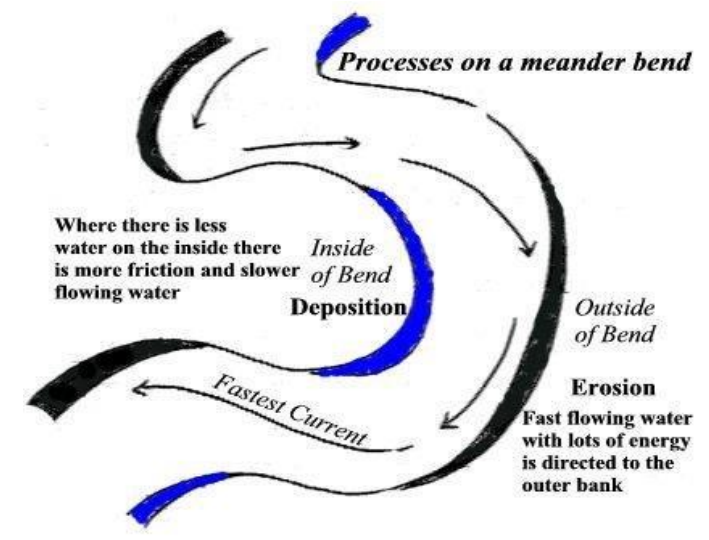 Processes on a meander bend
Where there is less
water on the inside there
is more friction and slower
flowing water
Inside
of Bend
Deposition
Outside
of Bend
Erosion
Fast flowing water
with lots of energy
is directed to the
outer bank
Fastest Current